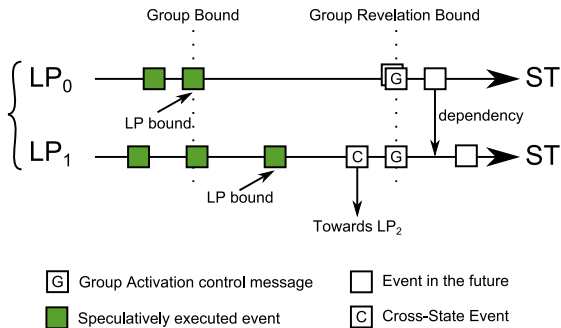 Group Bound
Group Revelation Bound
LP0
G
ST
LP bound
dependency
LP1
C
G
ST
LP bound
Towards LP2
G Group Activation control message
Event in the future
Speculatively executed event
C Cross-State Event